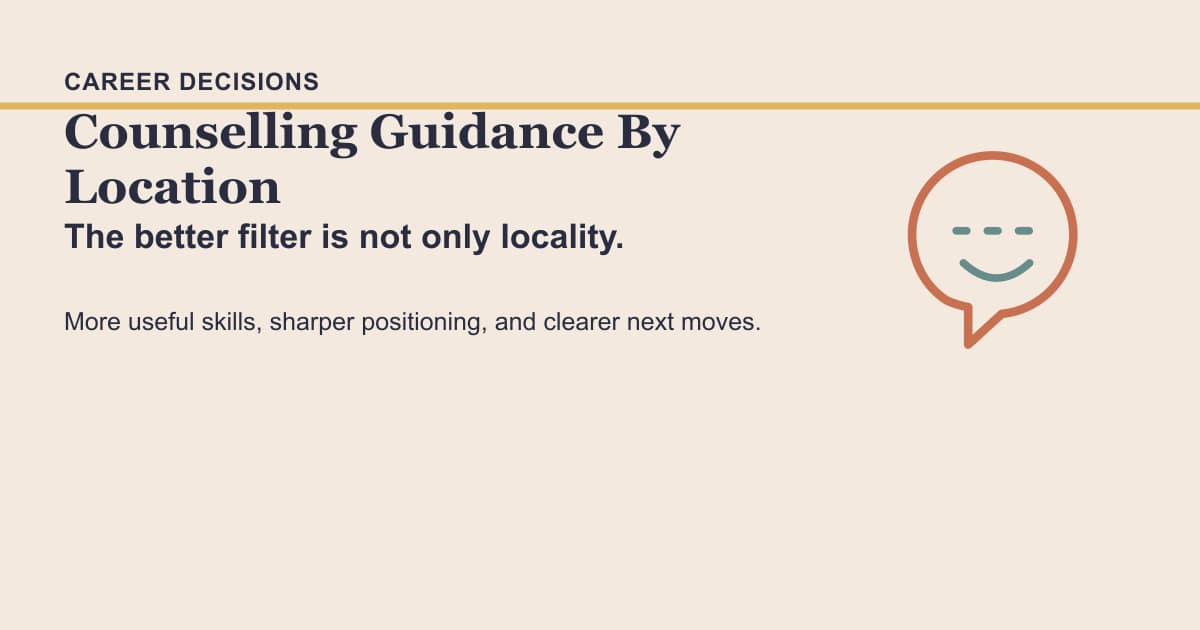 CAREER DECISIONS
Counselling Guidance By
Location
The better filter is not only locality.
More useful skills, sharper positioning, and clearer next moves.